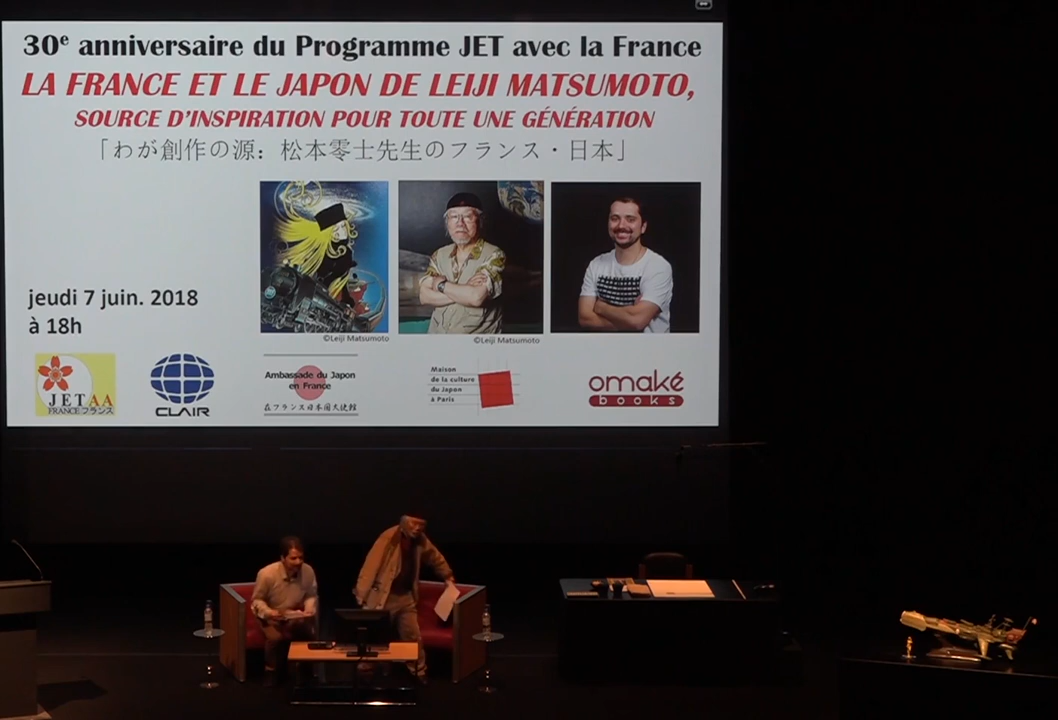 30e anniversaire du Programme JET avec la France
LA FRANCE ET LE JAPON DE LEIJI MATSUMOTO,
SOURCE D'INSPIRATION POUR TOUTE UNE GÉNÉRATION
「わが創作の源：松本零士先生のフランス・日本」
©Leiji Matsumoto
©Leiji Matsumoto
jeudi 7 juin. 2018
à 18h
JETAA
FRANCE フランス
CLAIR
Ambassade du Japon
en France
在フランス日本国大使館
Maison
de la culture
du Japon
à Paris
omaké
books